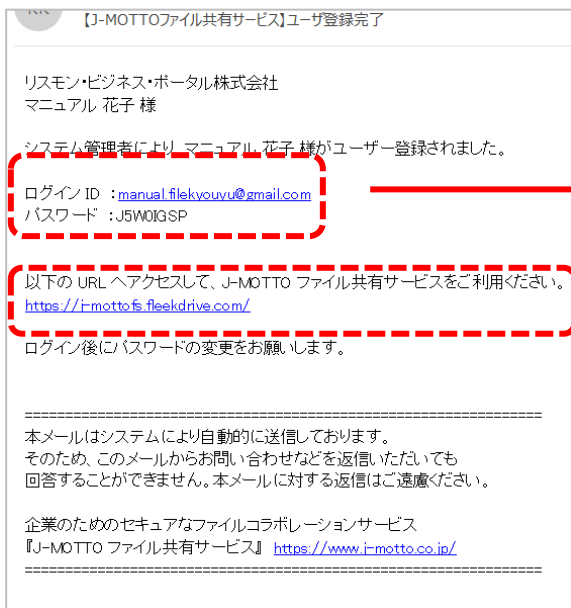 【J-MOTTOファイル共有サービス】ユーザ登録完了
リスモン・ビジネス・ポータル株式会社
マニュアル 花子 様
システム管理者により、マニュアル 花子 様がユーザー登録されました。
ログイン ID ：manual.filekyouyu@gmail.com
パスワード ：J5W0IGSP
以下の URL へアクセスして、J-MOTTO ファイル共有サービスをご利用ください。
https://j-mottofs.fleekdrive.com/
ログイン後にパスワードの変更をお願いします。
================================================================
本メールはシステムにより自動的に送信しております。
そのため、このメールからお問い合わせなどを返信いただいても
回答することができません。本メールに対する返信はご遠慮ください。
企業のためのセキュアなファイルコラボレーションサービス
『J-MOTTO ファイル共有サービス』 https://www.j-motto.co.jp/
================================================================